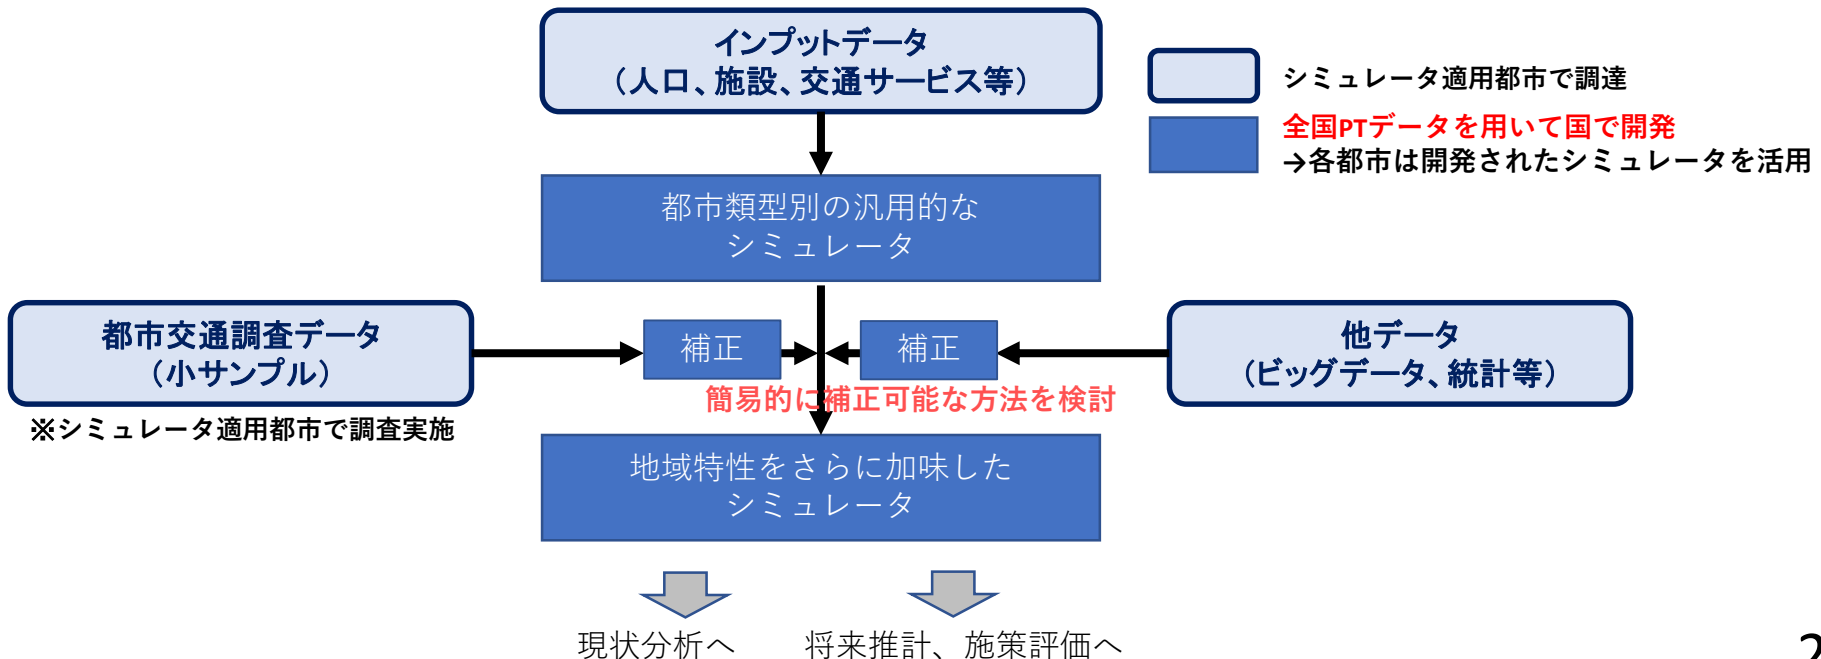 インプットデータ
（人口、施設、交通サービス等）
シミュレータ適用都市で調達
全国PTデータを用いて国で開発
→各都市は開発されたシミュレータを活用
都市類型別の汎用的な
シミュレータ
都市交通調査データ
（小サンプル）
補正
補正
他データ
（ビッグデータ、統計等）
簡易的に補正可能な方法を検討
※シミュレータ適用都市で調査実施
地域特性をさらに加味した
シミュレータ
現状分析へ
将来推計、施策評価へ
2